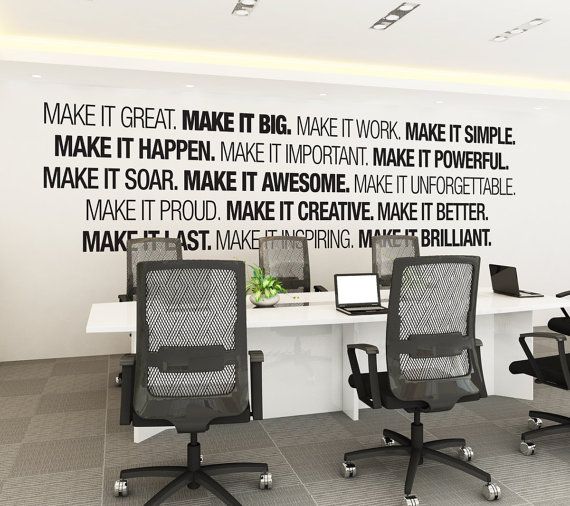 MAKE IT GREAT. MAKE IT BIG. MAKE IT WORK. MAKE IT SIMPLE.
MAKE IT HAPPEN. MAKE IT IMPORTANT. MAKE IT POWERFUL.
MAKE IT SOAR. MAKE IT AWESOME. MAKE IT UNFORGETTABLE.
MAKE IT PROUD. MAKE IT CREATIVE. MAKE IT BETTER.
MAKE IT LAST. MAKE IT INSPIRING. MAKE IT BRILLIANT.